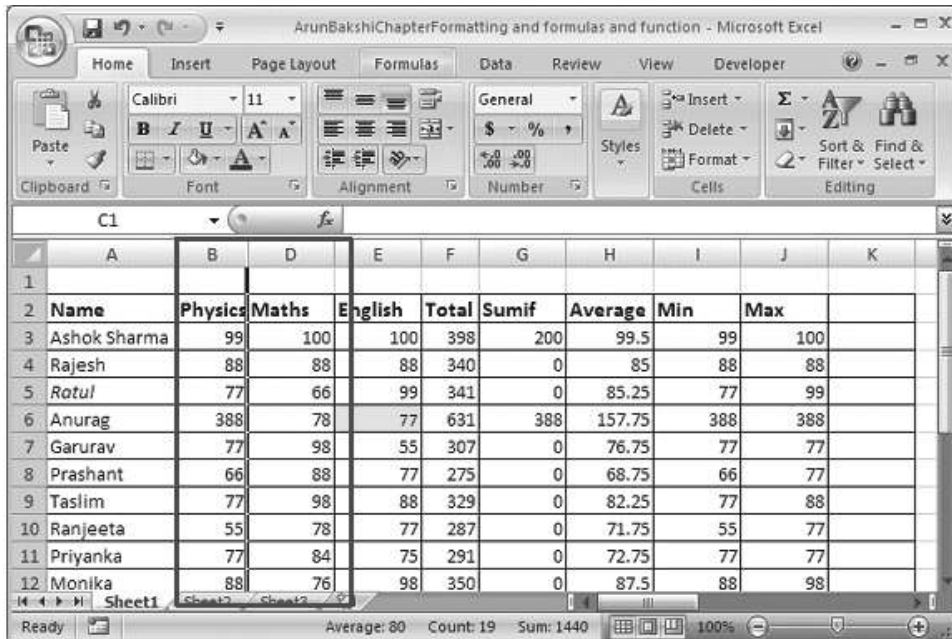 ArunBakshiChapterFormatting and formulas and function - Microsoft Excel
Home Insert Page Layout Formulas Data Review View Developer
Calibri 11 General Insert Σ
Paste B I U A A $ % , Styles Delete Sort & Filter Find & Select
A Format
Clipboard Font Alignment Number Cells Editing
C1 fx
A B D E F G H I J K
1
2 Name Physics Maths English Total Sumif Average Min Max
3 Ashok Sharma 99 100 100 398 200 99.5 99 100
4 Rajesh 88 88 88 340 0 85 88 88
5 Ratul 77 66 99 341 0 85.25 77 99
6 Anurag 388 78 77 631 388 157.75 388 388
7 Garurav 77 98 55 307 0 76.75 77 77
8 Prashant 66 88 77 275 0 68.75 66 77
9 Taslim 77 98 88 329 0 82.25 77 88
10 Ranjeeta 55 78 77 287 0 71.75 55 77
11 Priyanka 77 84 75 291 0 72.75 77 77
12 Monika 88 76 98 350 0 87.5 88 98
Sheet1 Sheet2 Sheet3
Ready Average: 80 Count: 19 Sum: 1440 100%